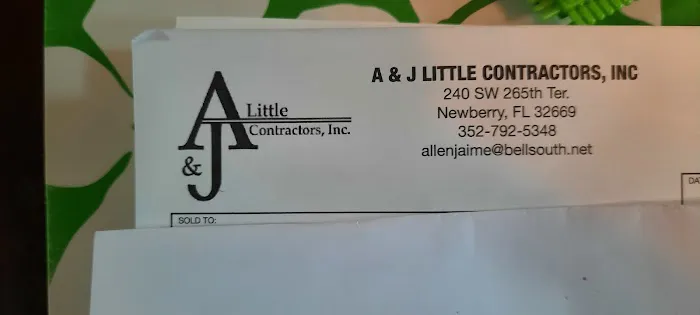 A & J
Little
Contractors, Inc.
A & J LITTLE CONTRACTORS, INC
240 SW 265th Ter.
Newberry, FL 32669
352-792-5348
allenjaime@bellsouth.net
SOLD TO:
DA